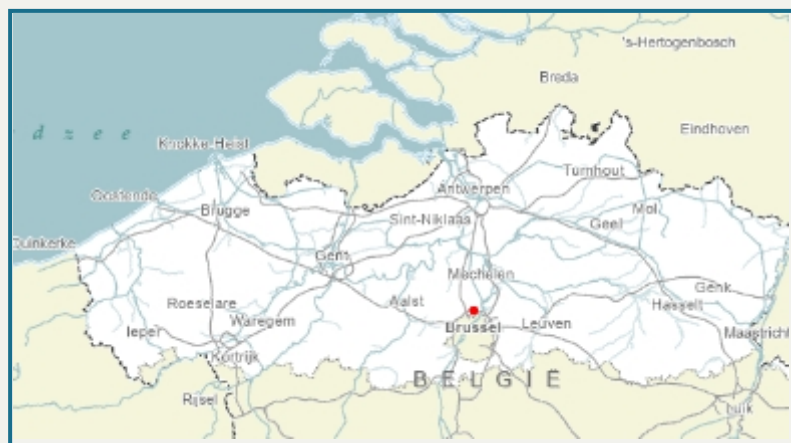 's-Hertogenbosch
Breda
d z e e
Eindhoven
Knokke-Heist
Turnhout
Oostende
Antwerpen
Brugge
Mol
Sint-Niklaas
Geel
Duinkerke
Gent
Mechelen
Genk
Roeselare
Aalst
Hasselt
Waregem
Ieper
Brussel
Leuven
Maastricht
Kortrijk
BELGIË
Rijsel
Luik